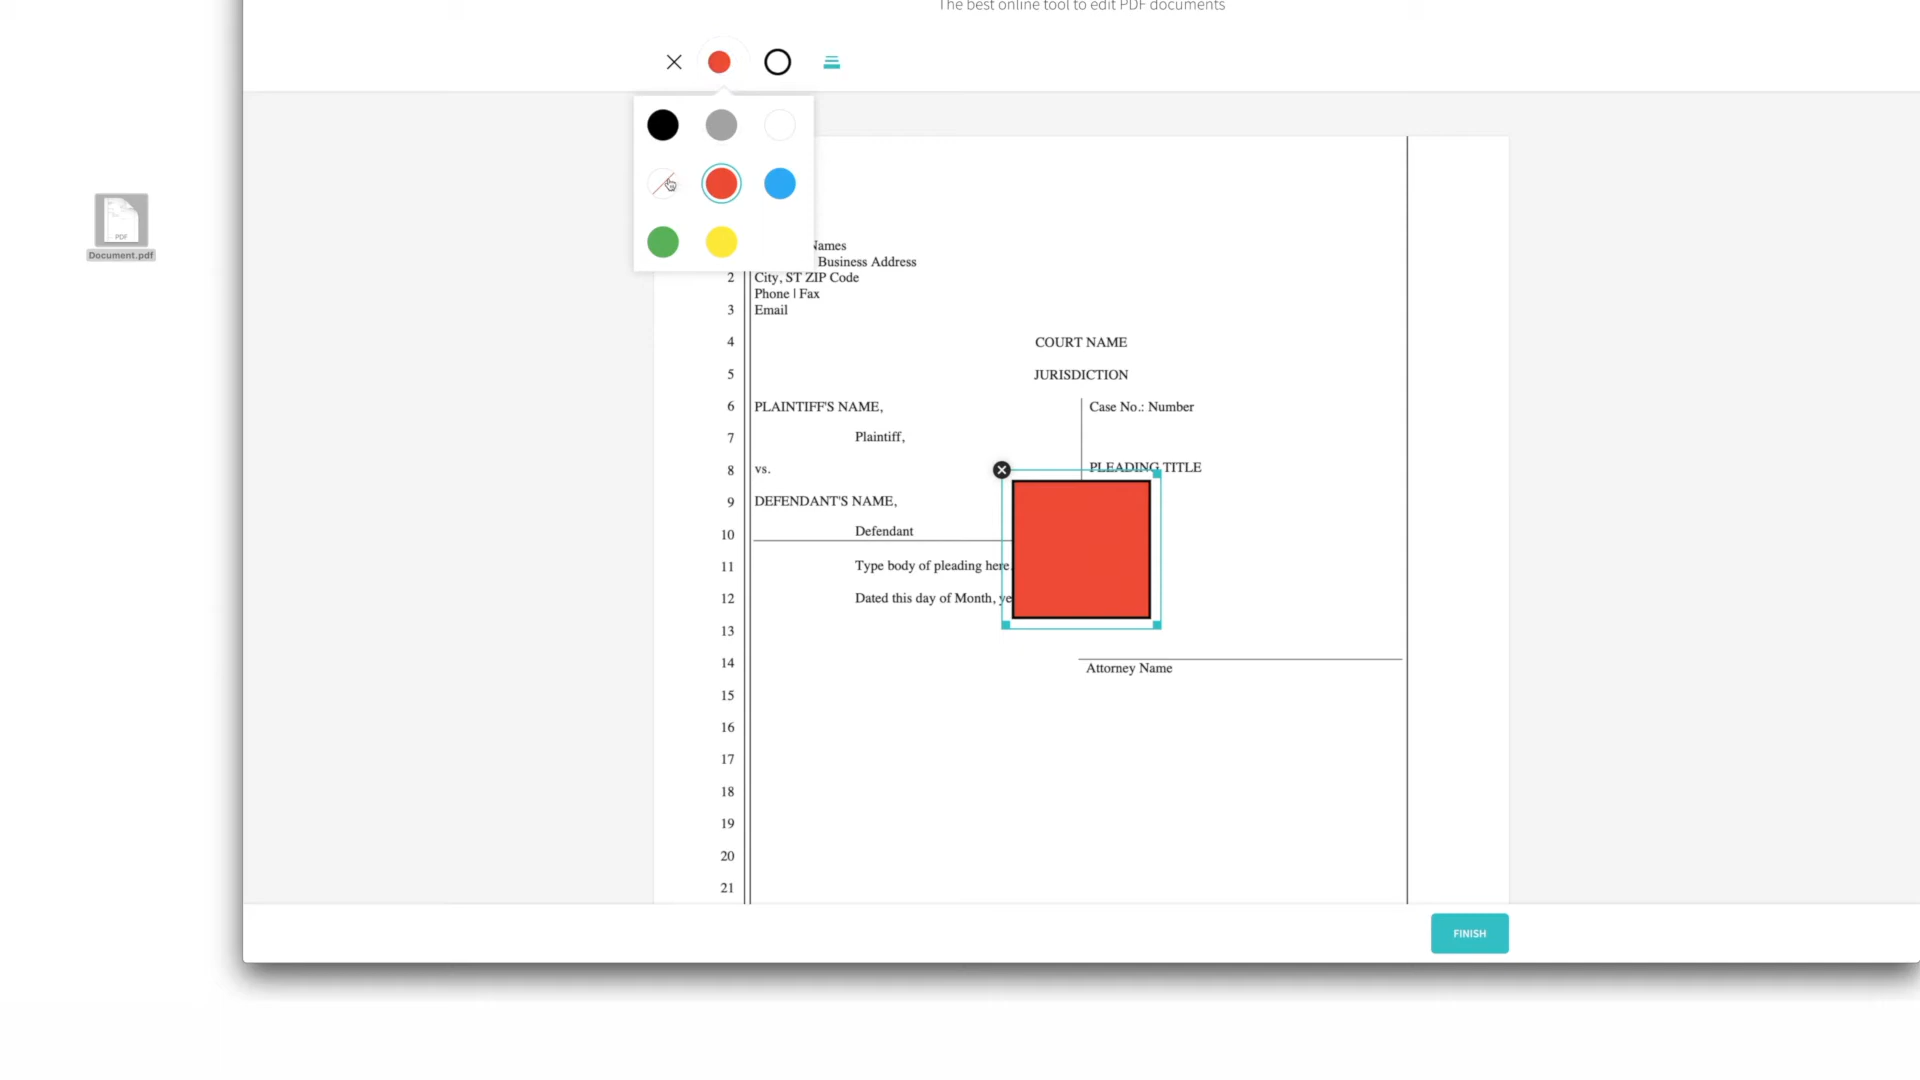 The best online tool to edit PDF documents
PDF
Document.pdf
Names
Business Address
2 City, ST ZIP Code
Phone | Fax
3 Email
4 COURT NAME
5 JURISDICTION
6 PLAINTIFF'S NAME, Case No.: Number
7 Plaintiff,
8 vs. PLEADING TITLE
9 DEFENDANT'S NAME,
10 Defendant
11 Type body of pleading here.
12 Dated this day of Month, ye
13
14
Attorney Name
15
16
17
18
19
20
21
FINISH